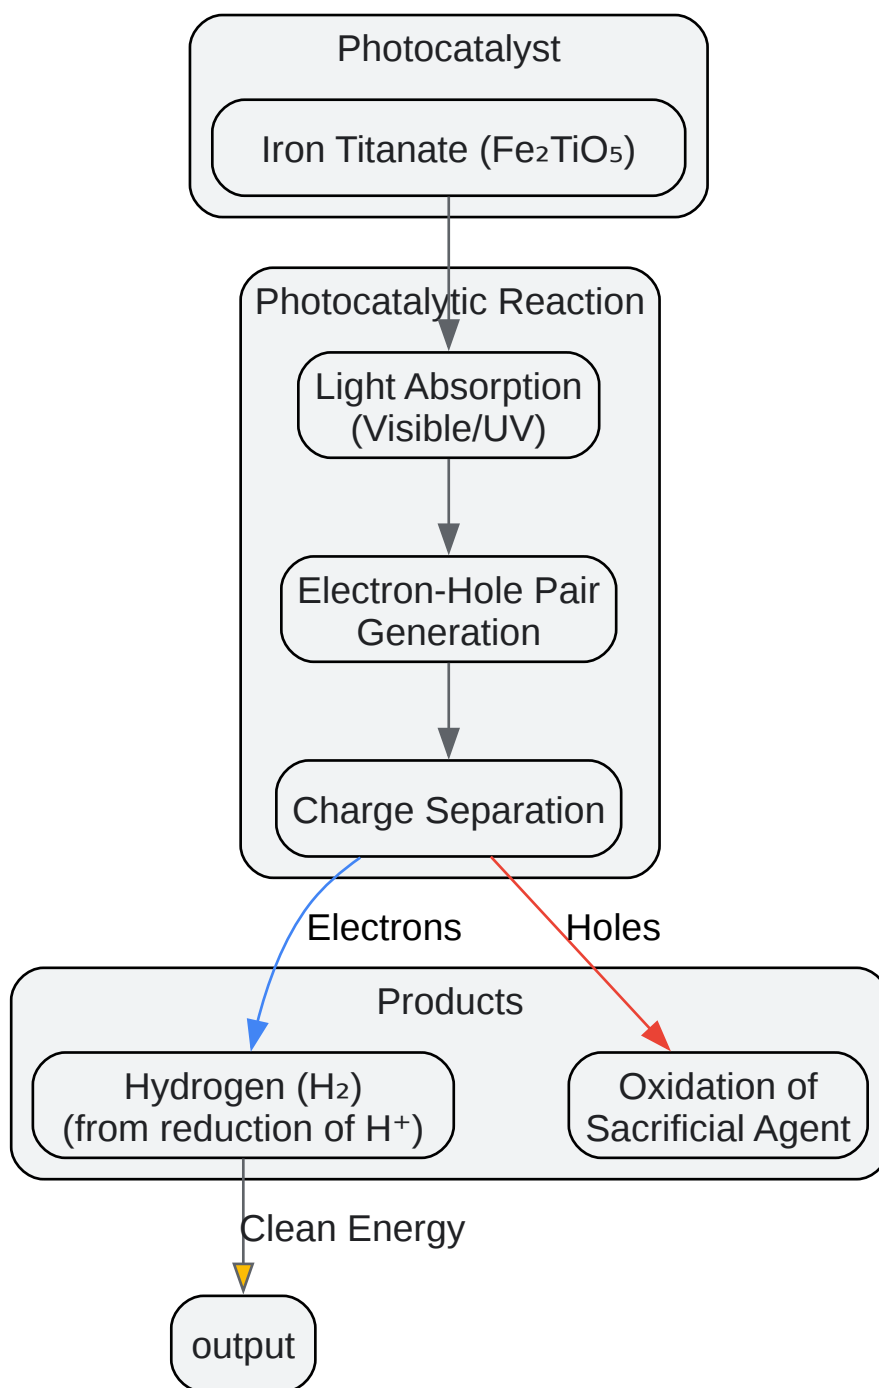 Photocatalyst
Iron Titanate (Fe₂TiO₅)
Photocatalytic Reaction
Light Absorption
(Visible/UV)
Electron-Hole Pair
Generation
Charge Separation
Electrons
Holes
Products
Hydrogen (H₂)
(from reduction of H⁺)
Oxidation of
Sacrificial Agent
Clean Energy
output